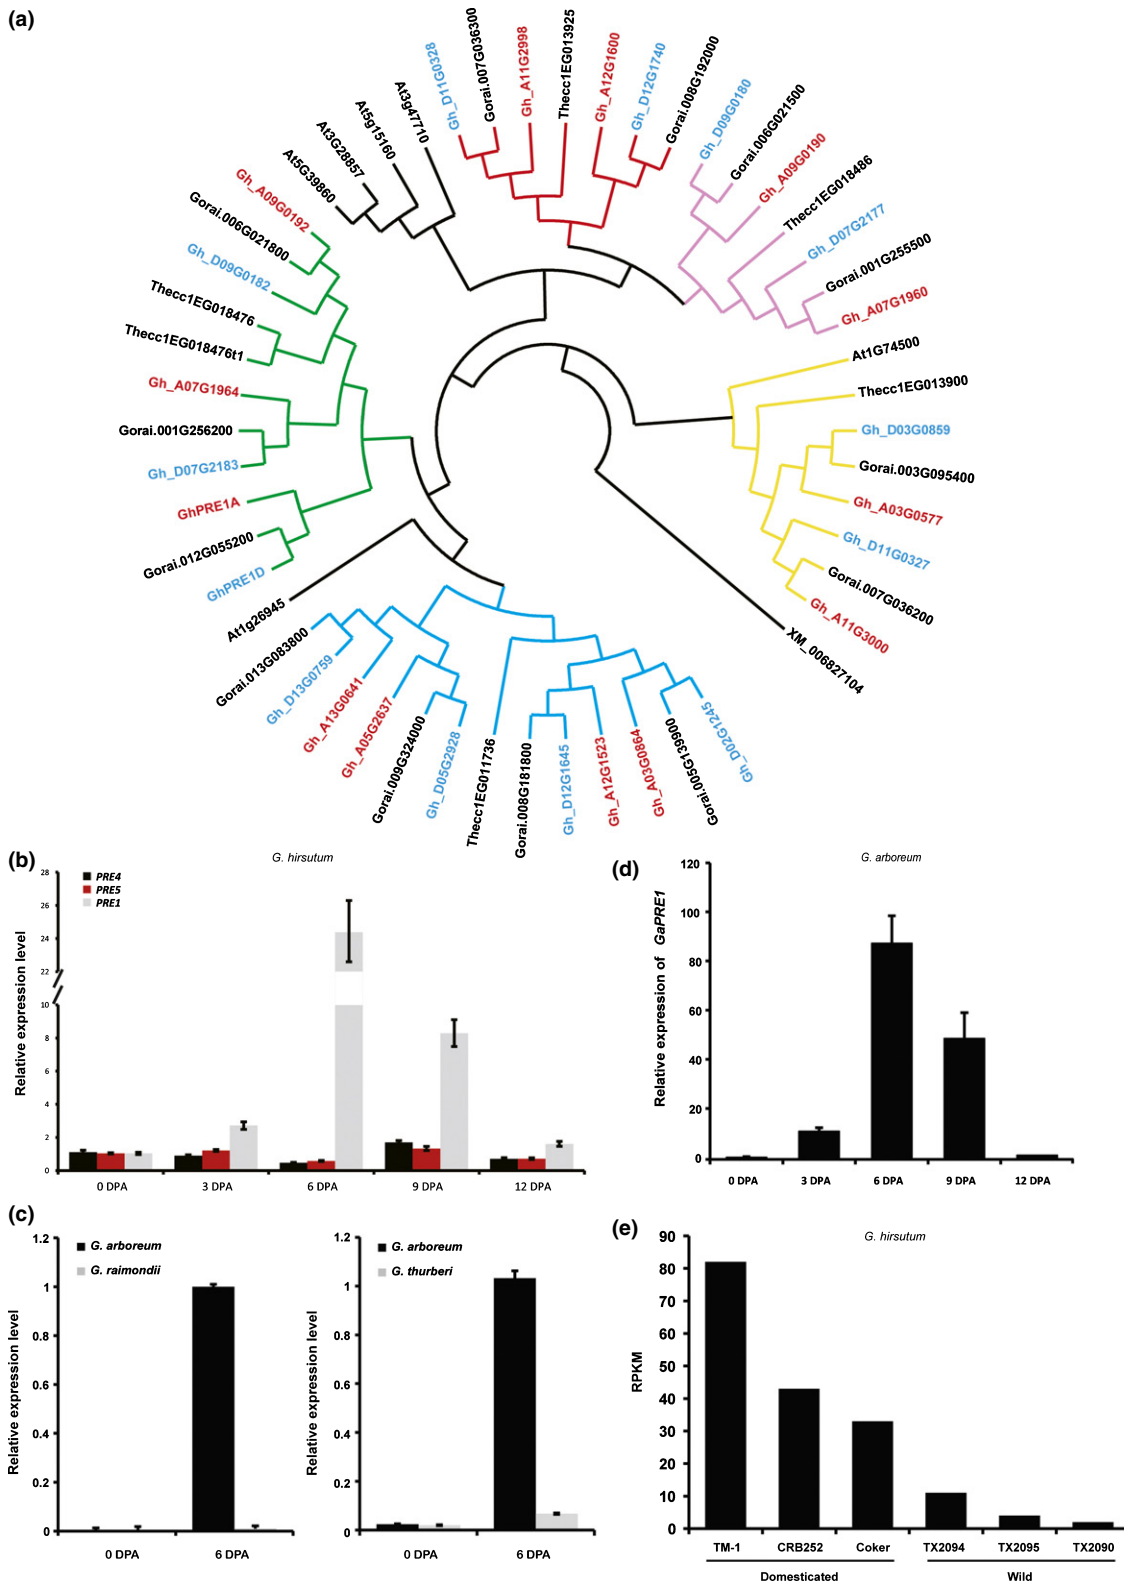 (a)
Gh_D11G0328
Gorai.007G036300
Gh_A11G2998
Thecc1EG013925
Gh_A12G1600
Gh_D12G1740
Gorai.008G192000
Gh_D09G0180
Gorai.006G021500
Gh_A09G0190
Thecc1EG018486
Gh_D07G2177
Gorai.001G255500
Gh_A07G1960
At1G74500
Thecc1EG013900
Gh_D03G0859
Gorai.003G095400
Gh_A03G0577
Gh_D11G0327
Gorai.007G036200
Gh_A11G3000
XM_006827104
Gh_D02G1245
Gorai.005G139900
Gh_A03G0864
Gh_A12G1523
Gh_D12G1645
Gorai.008G181800
Thecc1EG011736
Gh_D05G2928
Gorai.009G324000
Gh_A05G2637
Gh_A13G0641
Gh_D13G0759
Gorai.013G083800
At1g26945
GhPRE1D
Gorai.012G055200
GhPRE1A
Gh_D07G2183
Gorai.001G256200
Gh_A07G1964
Thecc1EG018476t1
Thecc1EG018476
Gh_D09G0182
Gorai.006G021800
Gh_A09G0192
At5G39860
At3G28857
At5g15160
At3g47710
(b)
G. hirsutum
PRE4
PRE5
PRE1
Relative expression level
28
26
24
22
10
8
6
4
2
0
0 DPA
3 DPA
6 DPA
9 DPA
12 DPA
(d)
G. arboreum
Relative expression of GaPRE1
120
100
80
60
40
20
0
0 DPA
3 DPA
6 DPA
9 DPA
12 DPA
(c)
G. arboreum
G. raimondii
Relative expression level
1.2
1
0.8
0.6
0.4
0.2
0
0 DPA
6 DPA
G. arboreum
G. thurberi
Relative expression level
1.2
1
0.8
0.6
0.4
0.2
0
0 DPA
6 DPA
(e)
G. hirsutum
RPKM
90
80
70
60
50
40
30
20
10
0
TM-1
CRB252
Coker
TX2094
TX2095
TX2090
Domesticated
Wild